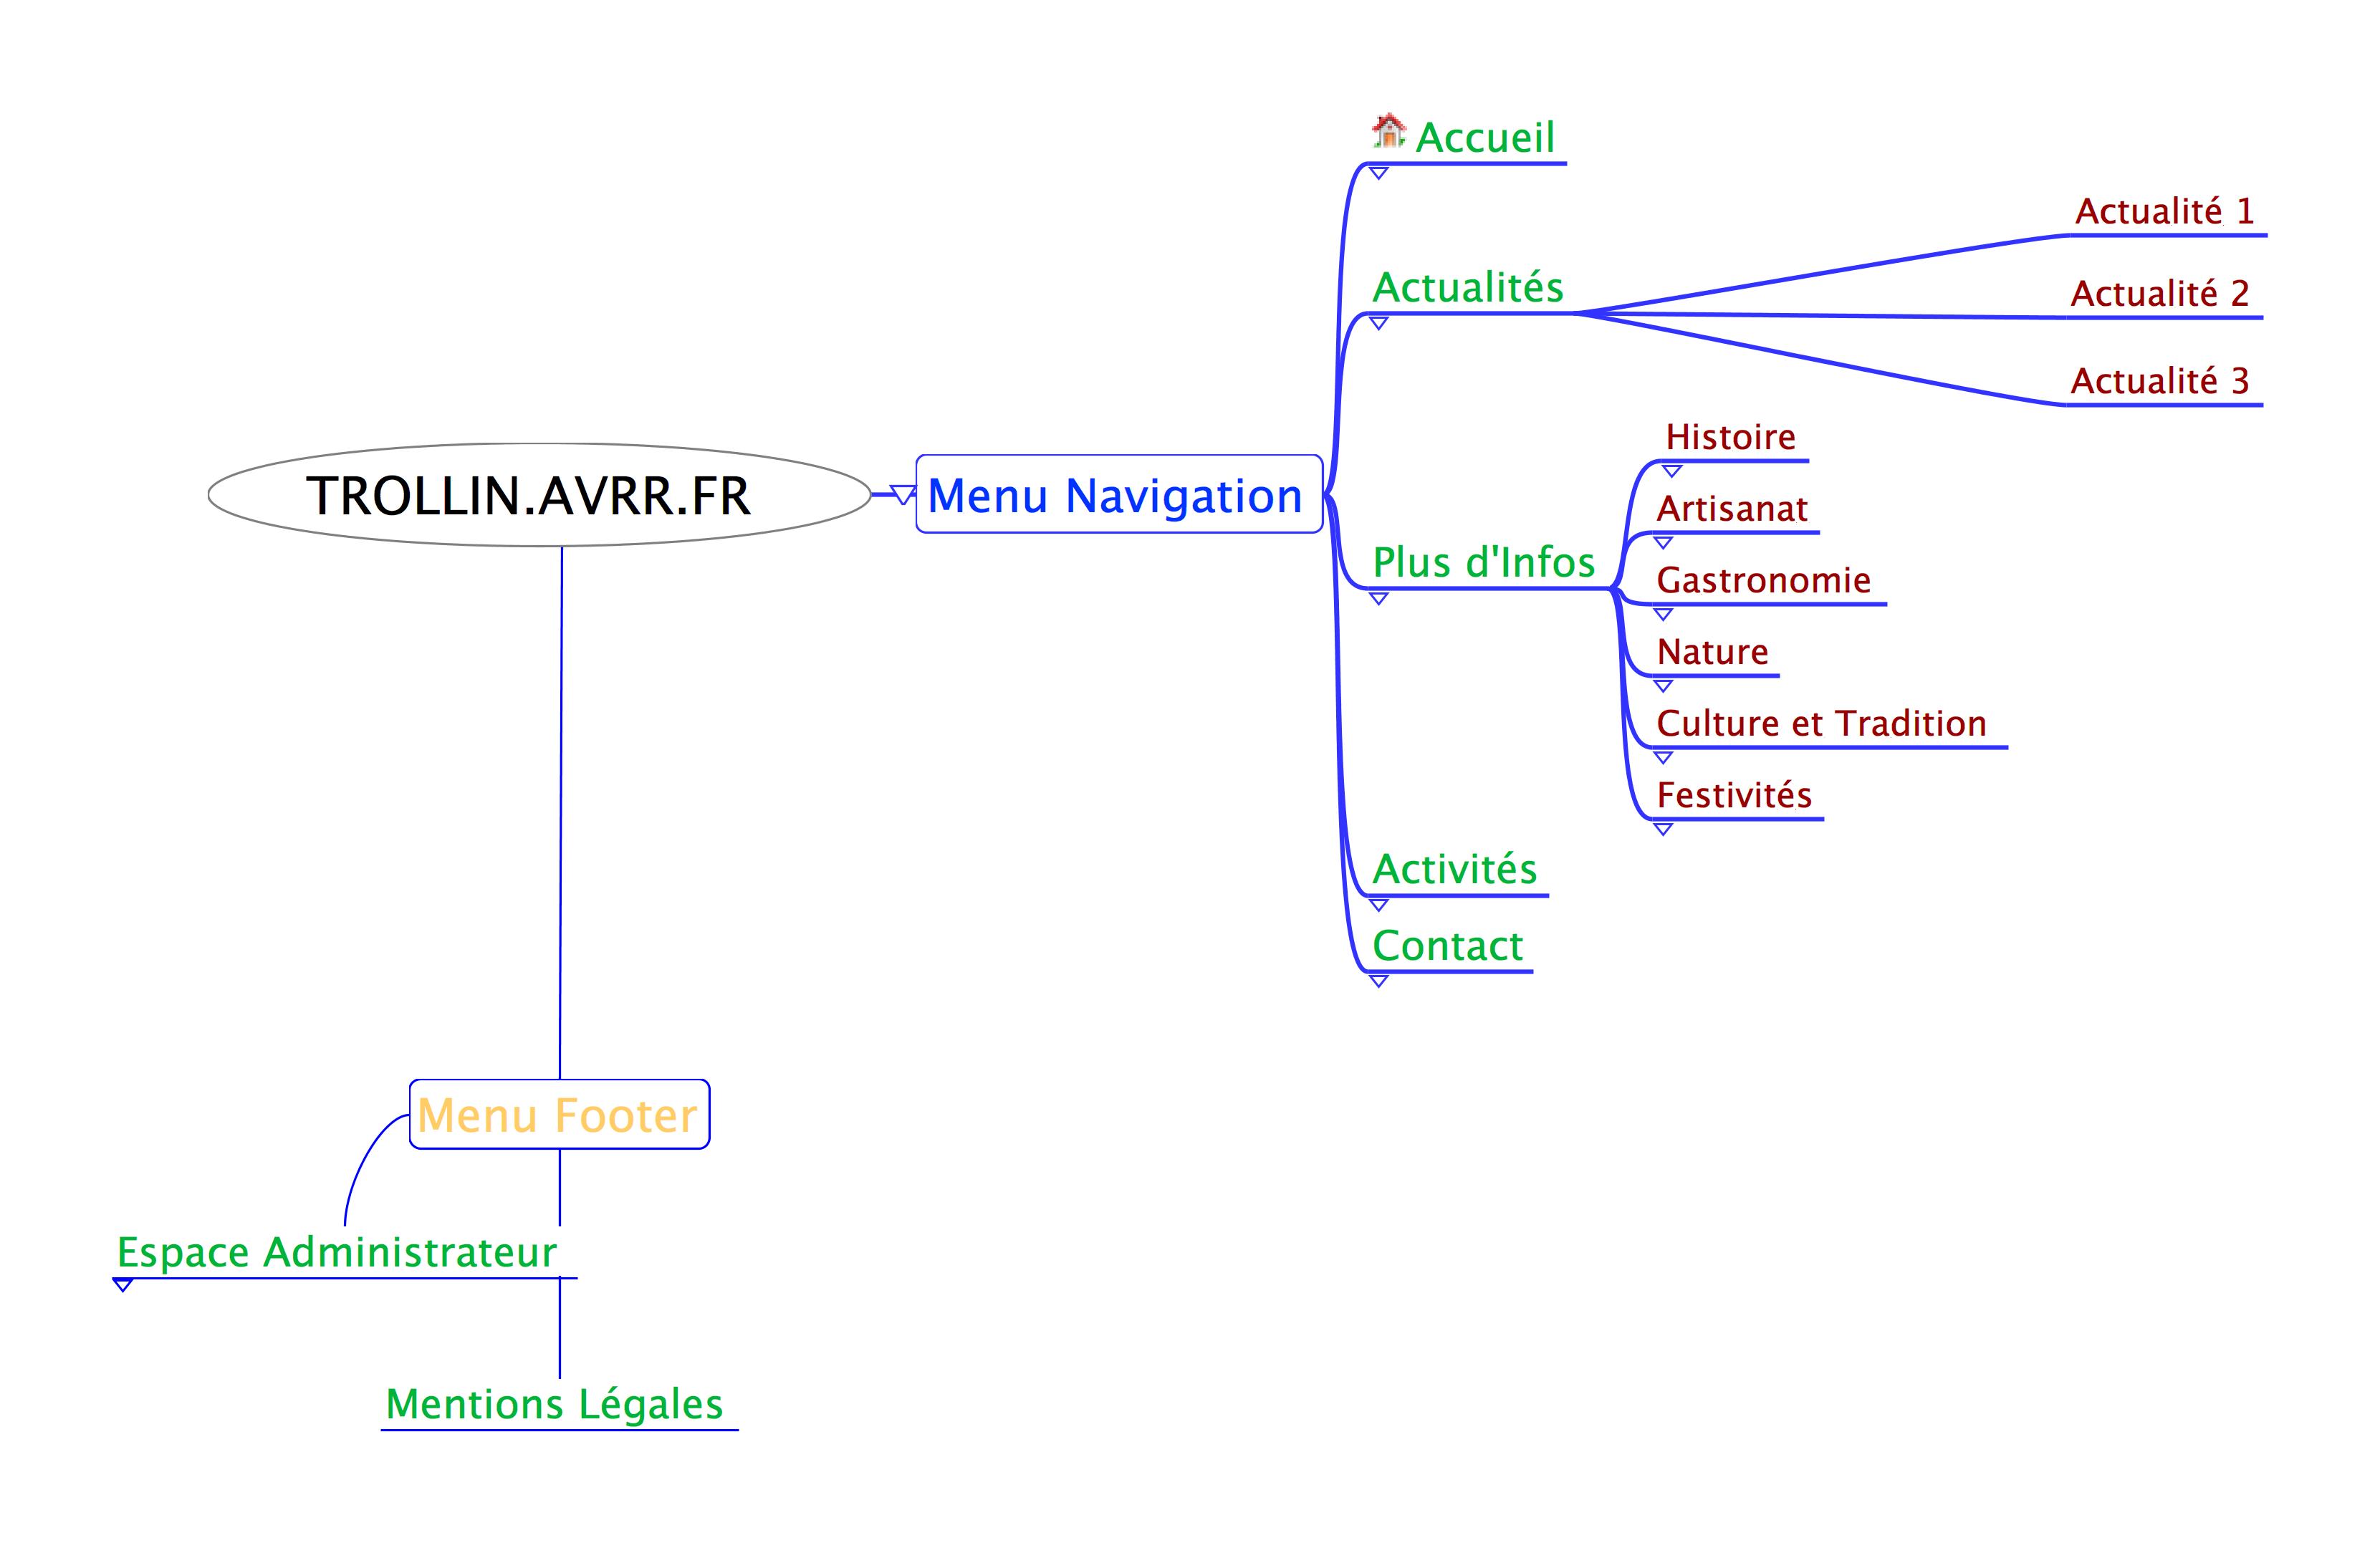 Accueil
Actualité 1
Actualités
Actualité 2
Actualité 3
Histoire
TROLLIN.AVRR.FR
Menu Navigation
Artisanat
Plus d'Infos
Gastronomie
Nature
Culture et Tradition
Festivités
Activités
Contact
Menu Footer
Espace Administrateur
Mentions Légales